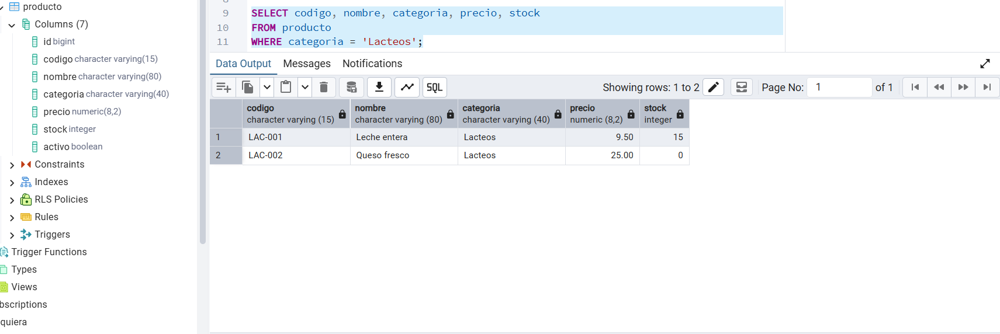 producto
Columns (7)
id bigint
codigo character varying(15)
nombre character varying(80)
categoria character varying(40)
precio numeric(8,2)
stock integer
activo boolean
Constraints
Indexes
RLS Policies
Rules
Triggers
Trigger Functions
Types
Views
bscriptions
quiera
9 SELECT codigo, nombre, categoria, precio, stock
10 FROM producto
11 WHERE categoria = 'Lacteos';
Data Output Messages Notifications
SQL Showing rows: 1 to 2 Page No: 1 of 1
codigo nombre categoria precio stock
character varying (15) character varying (80) character varying (40) numeric (8,2) integer
1 LAC-001 Leche entera Lacteos 9.50 15
2 LAC-002 Queso fresco Lacteos 25.00 0